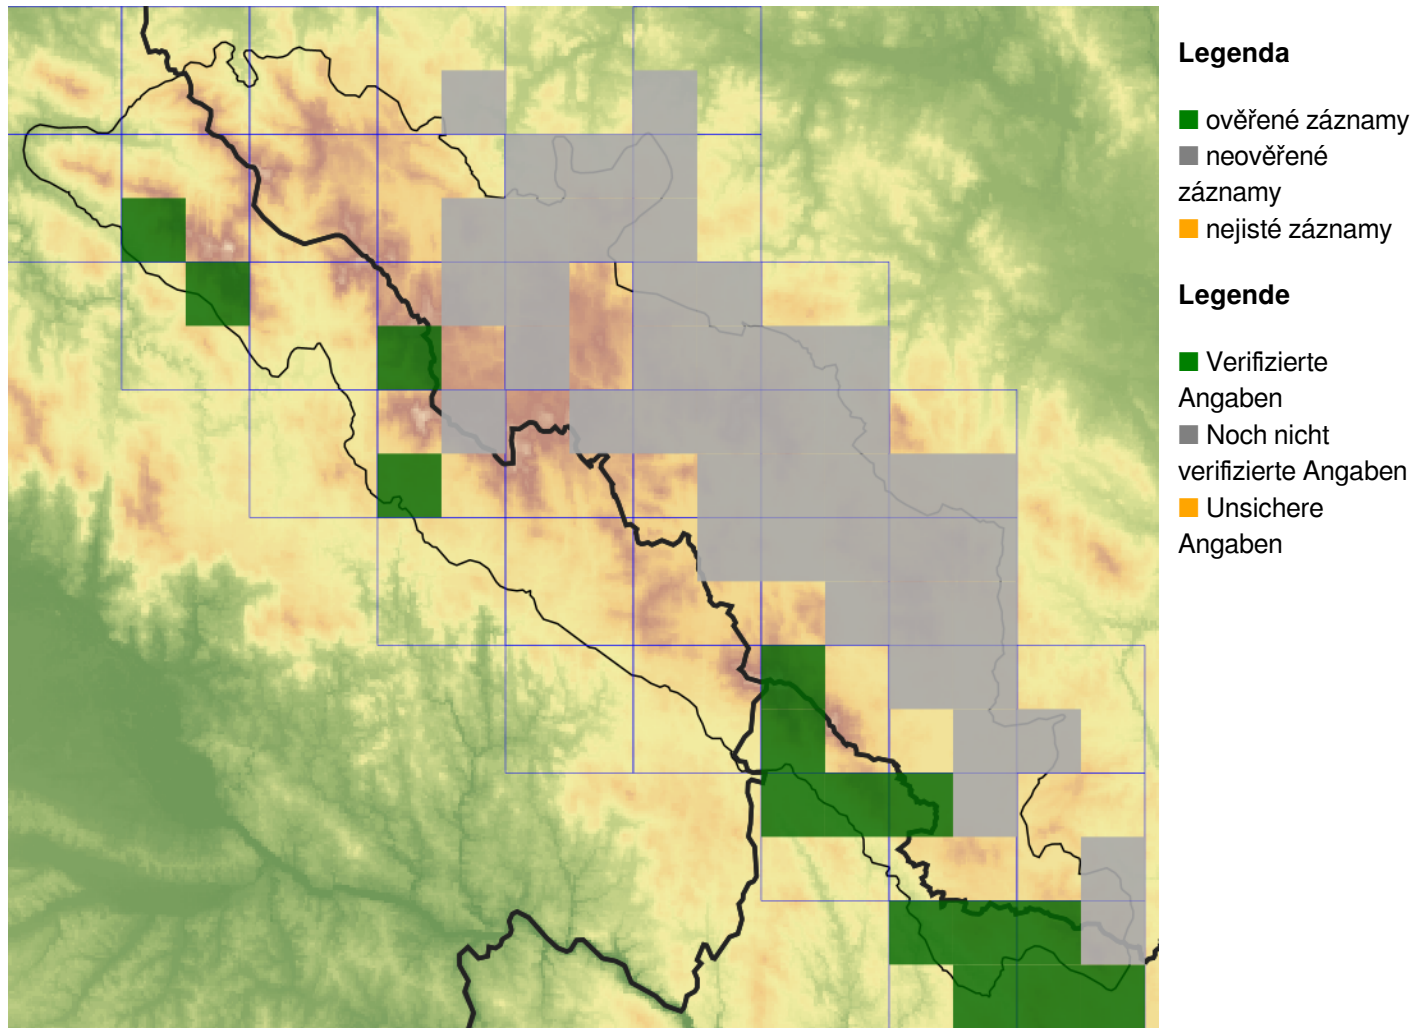 Legenda
ověřené záznamy
neověřené
záznamy
nejisté záznamy
Legende
Verifizierte
Angaben
Noch nicht
verifizierte Angaben
Unsichere
Angaben